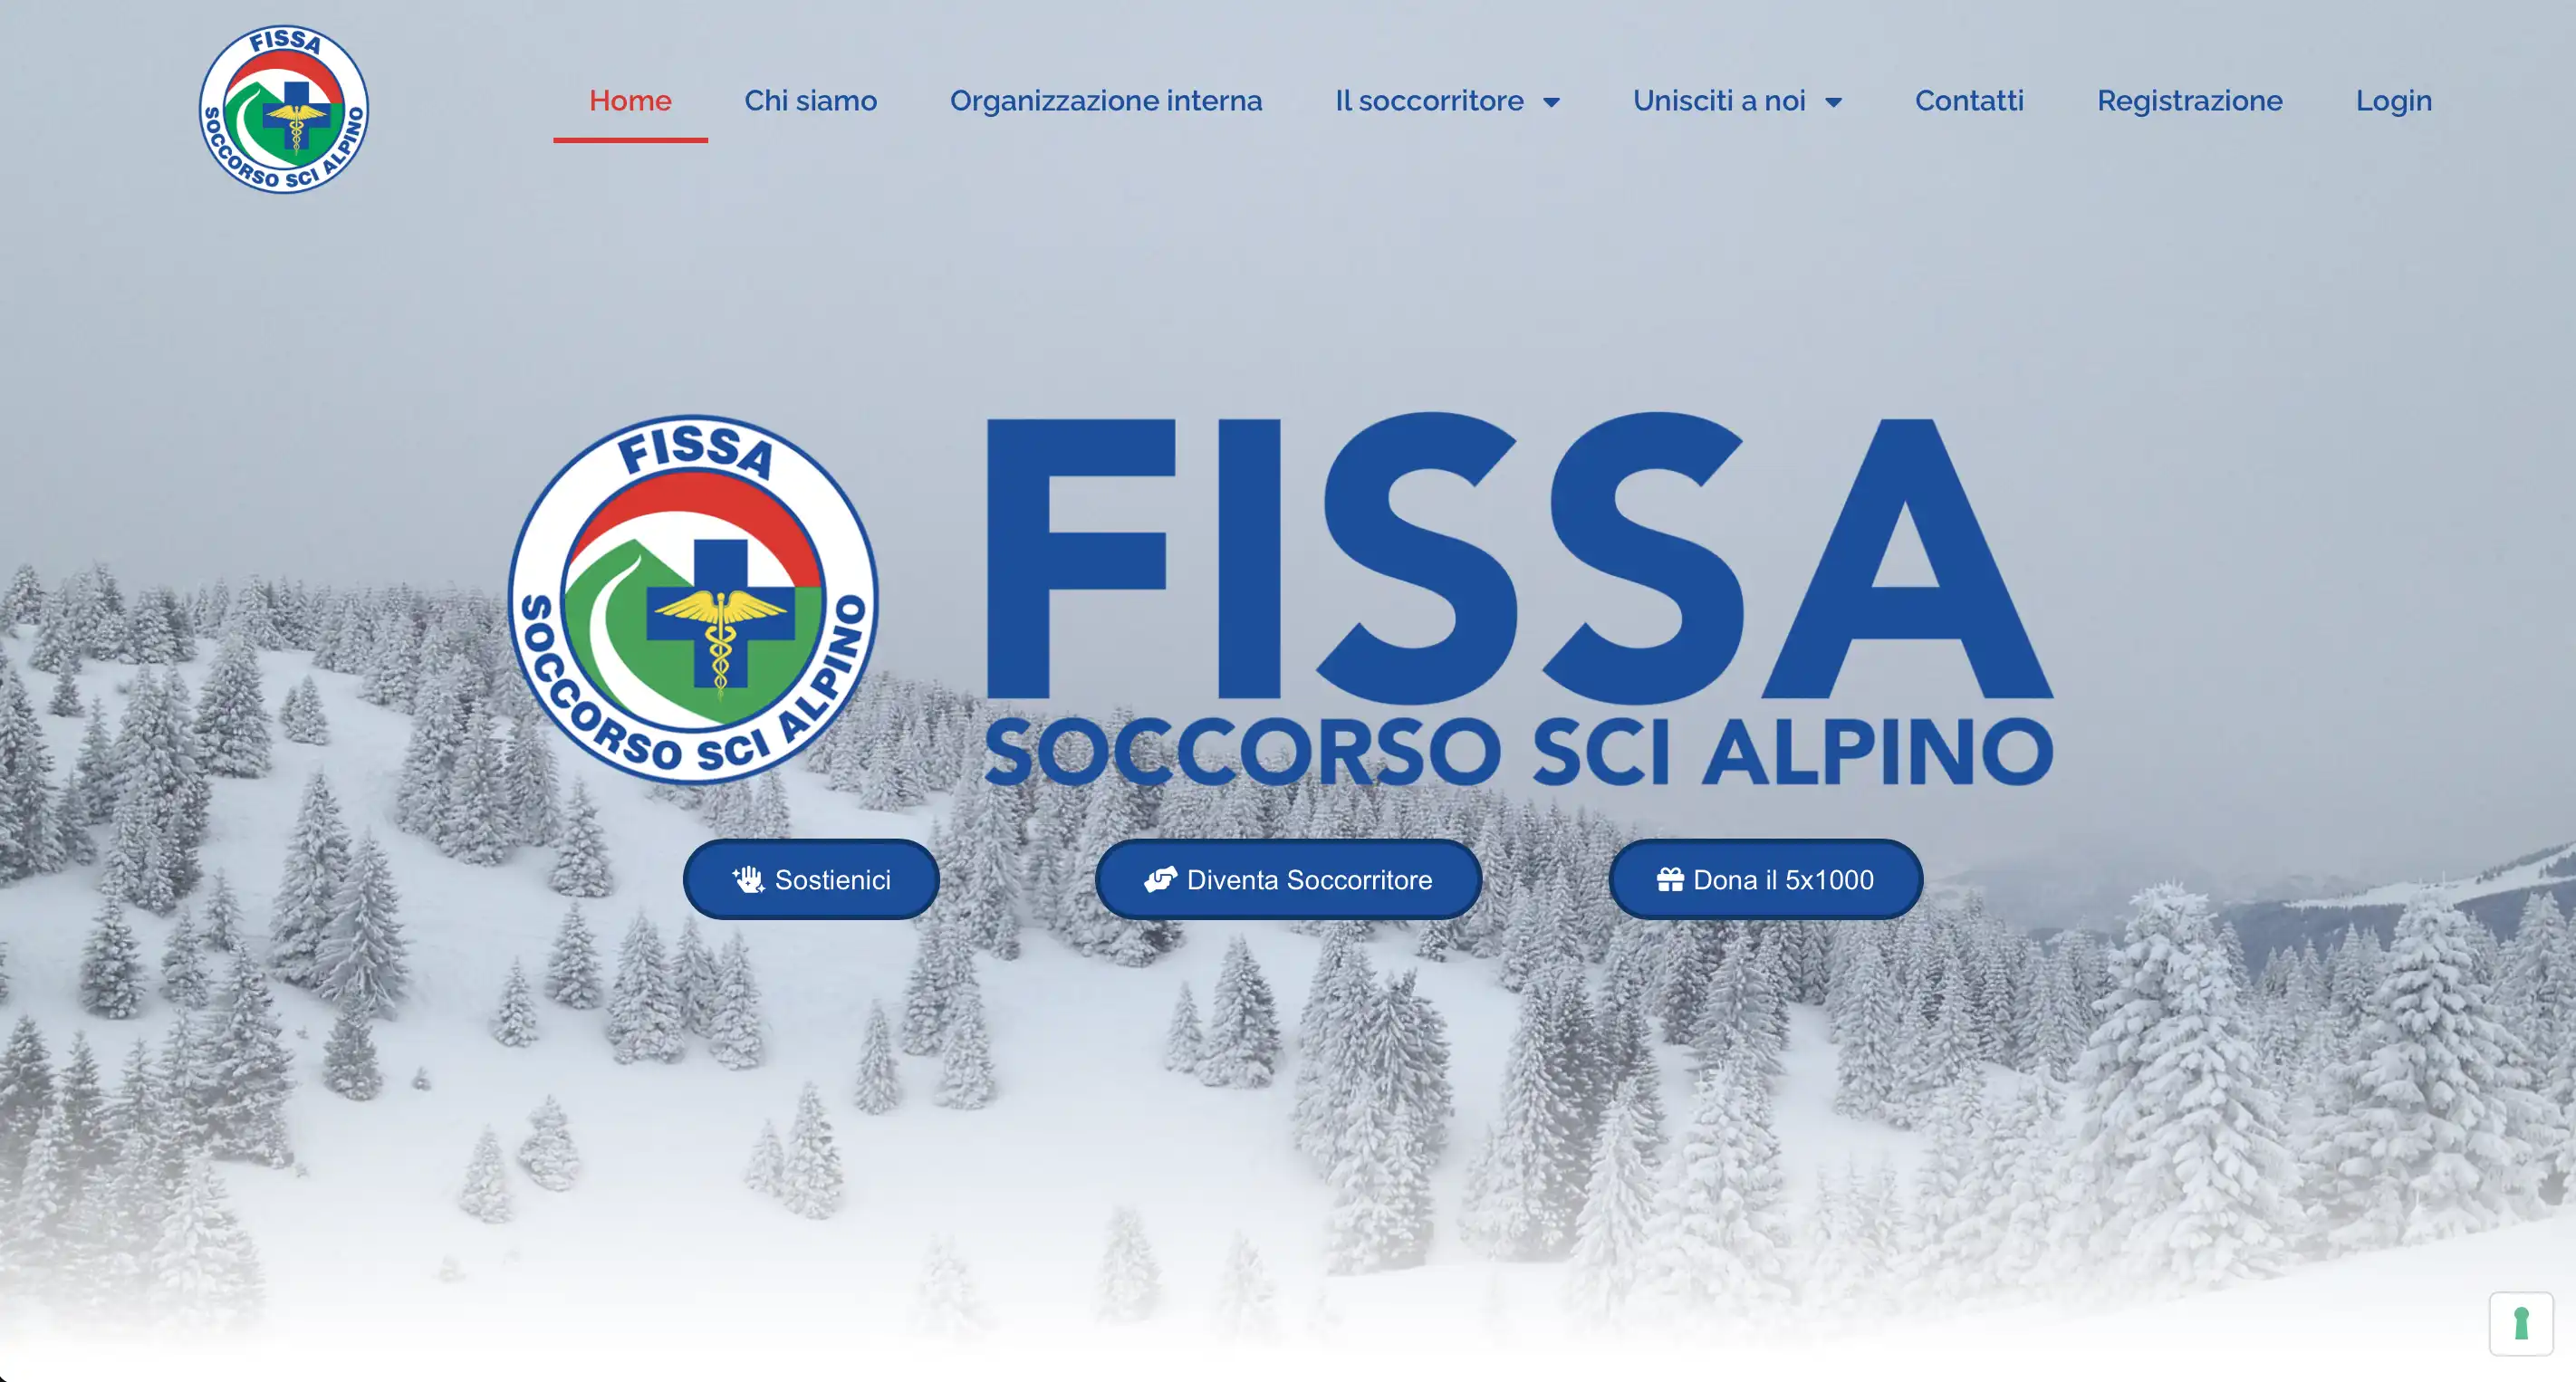 FISSA
SOCCORSO SCI ALPINO
Home
Chi siamo
Organizzazione interna
Il soccorritore
Unisciti a noi
Contatti
Registrazione
Login
FISSA
SOCCORSO SCI ALPINO
FISSA
SOCCORSO SCI ALPINO
Sostienici
Diventa Soccorritore
Dona il 5x1000